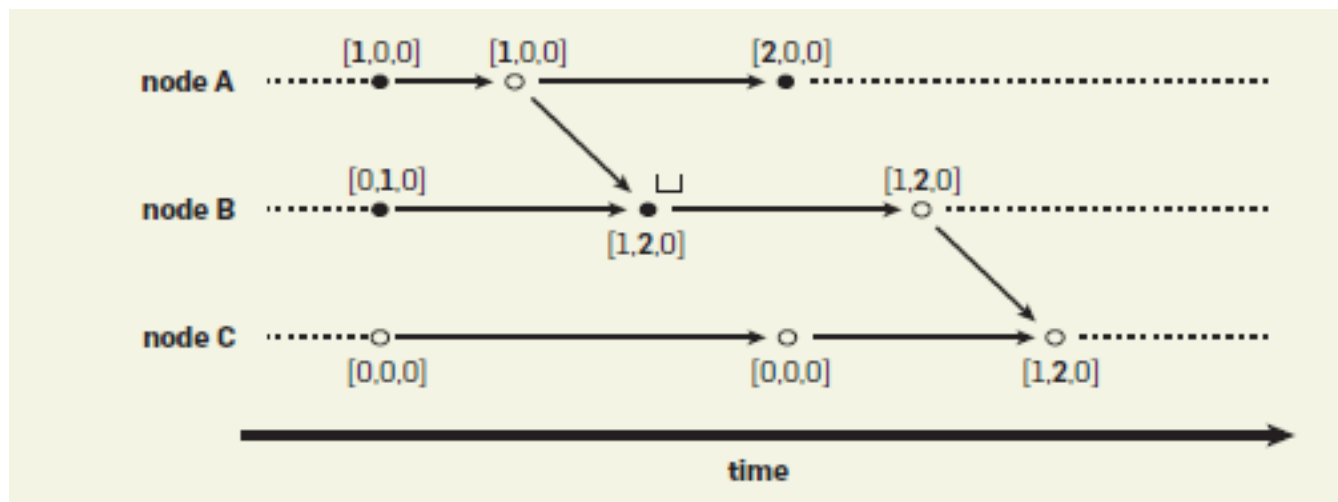 [1,0,0] [1,0,0] [2,0,0]
node A
[0,1,0] ⊔ [1,2,0]
node B
[1,2,0]
node C
[0,0,0] [0,0,0] [1,2,0]
time